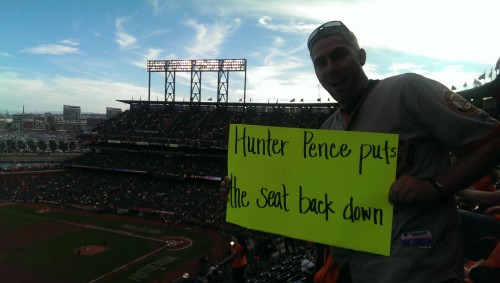 Hunter Pence puts
the seat back down